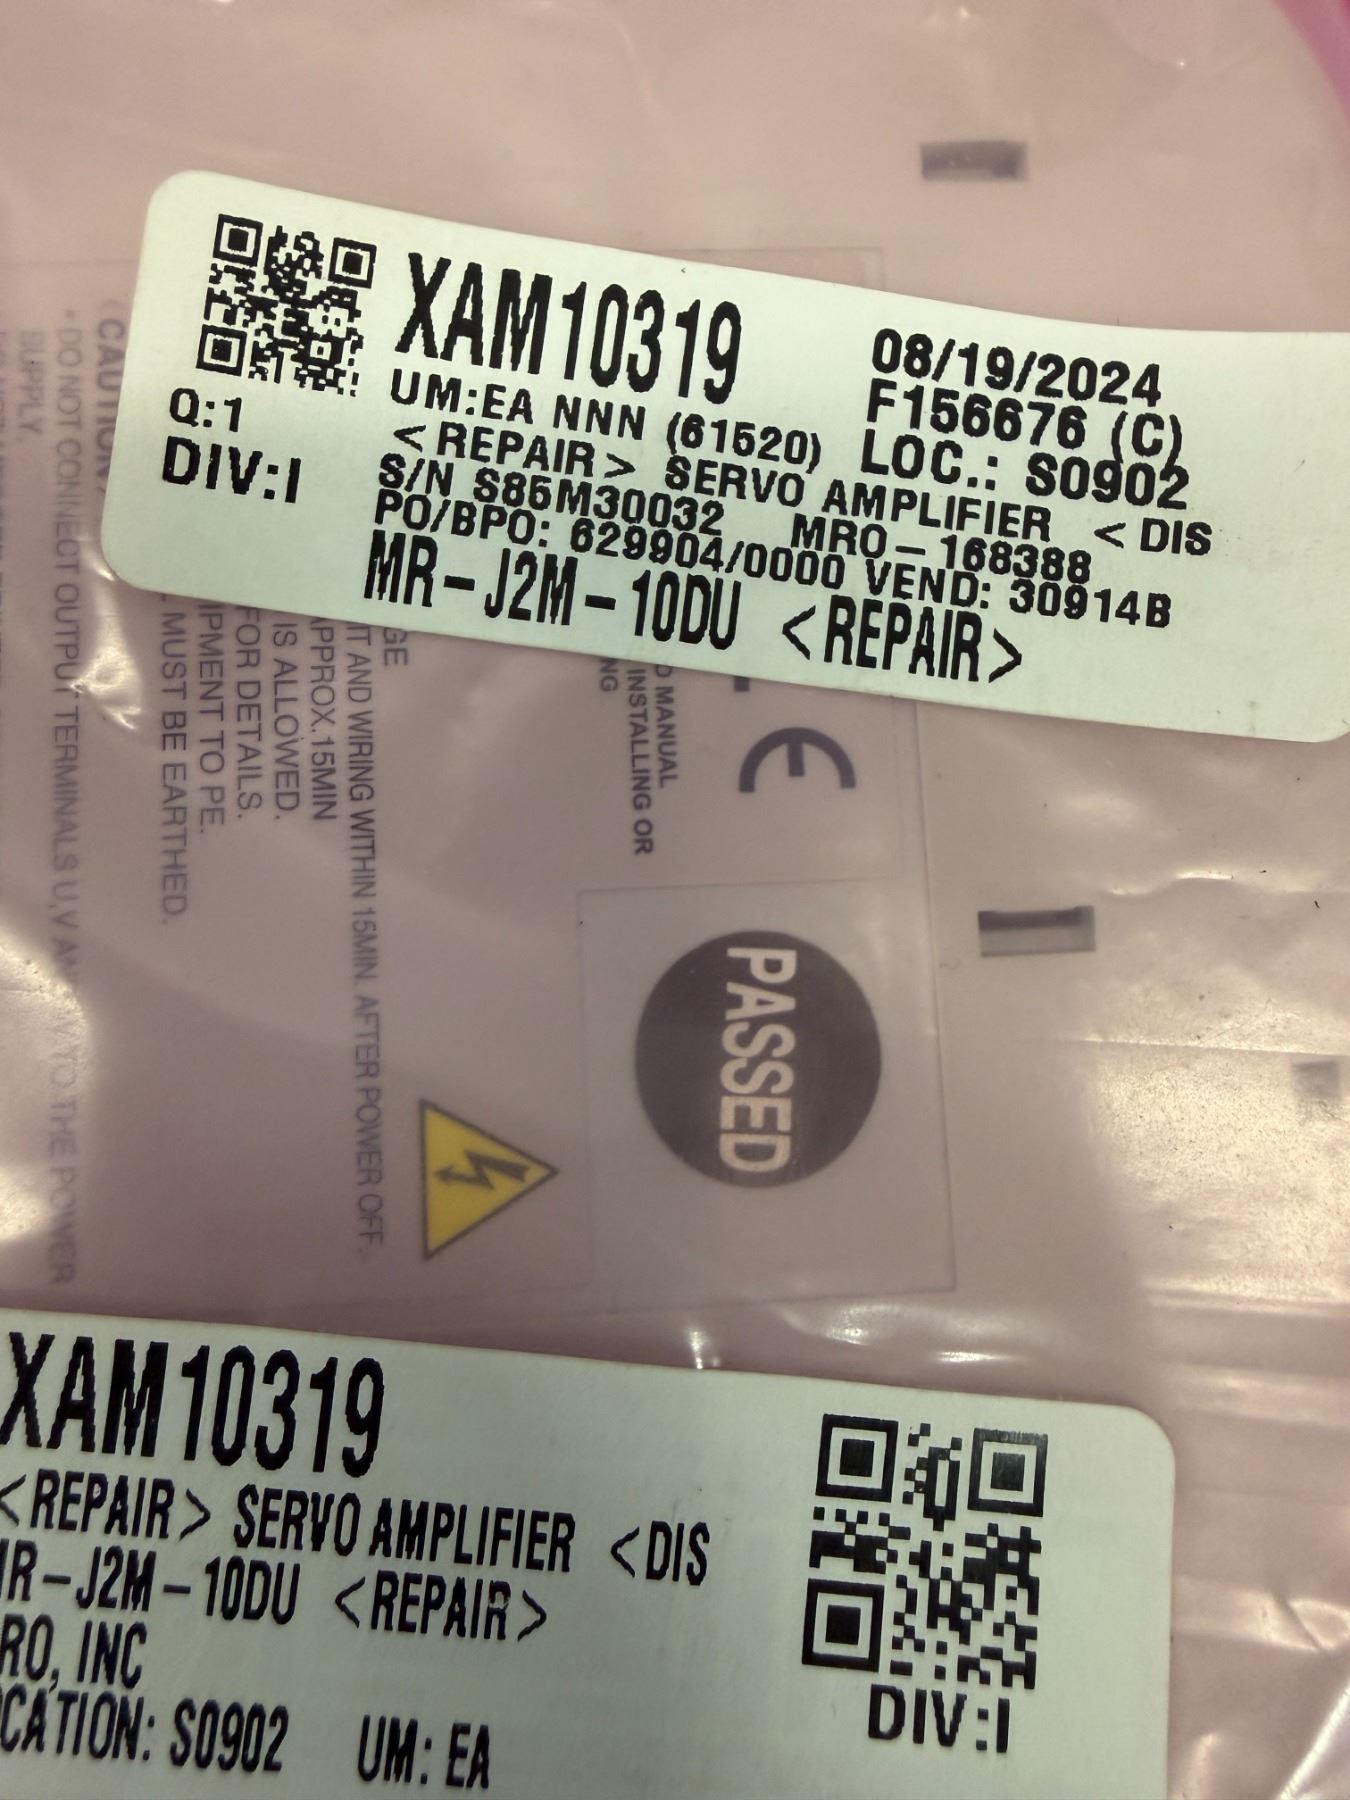 XAM10319
08/19/2024
UM:EA NNN (61520)
F156676 (C)
<REPAIR> SERVO AMPLIFIER <DIS
LOC.: S0902
S/N S85M30032 MRO-168388
PO/BPO: 629904/0000 VEND: 30914B
MR-J2M-10DU <REPAIR>
Q:1
DIV:I
GE
IT AND WIRING WITHIN 15MIN. AFTER POWER OFF.
APPROX.15MIN
IS ALLOWED.
FOR DETAILS.
IPMENT TO PE.
MUST BE EARTHED.
CAUTION
• DO NOT CONNECT OUTPUT TERMINALS U,V AND W TO THE POWER
SUPPLY.
MANUAL
INSTALLING OR
NG
CE
PASSED
XAM10319
<REPAIR> SERVO AMPLIFIER <DIS
MR-J2M-10DU <REPAIR>
RO, INC
CATION: S0902 UM: EA
DIV:I